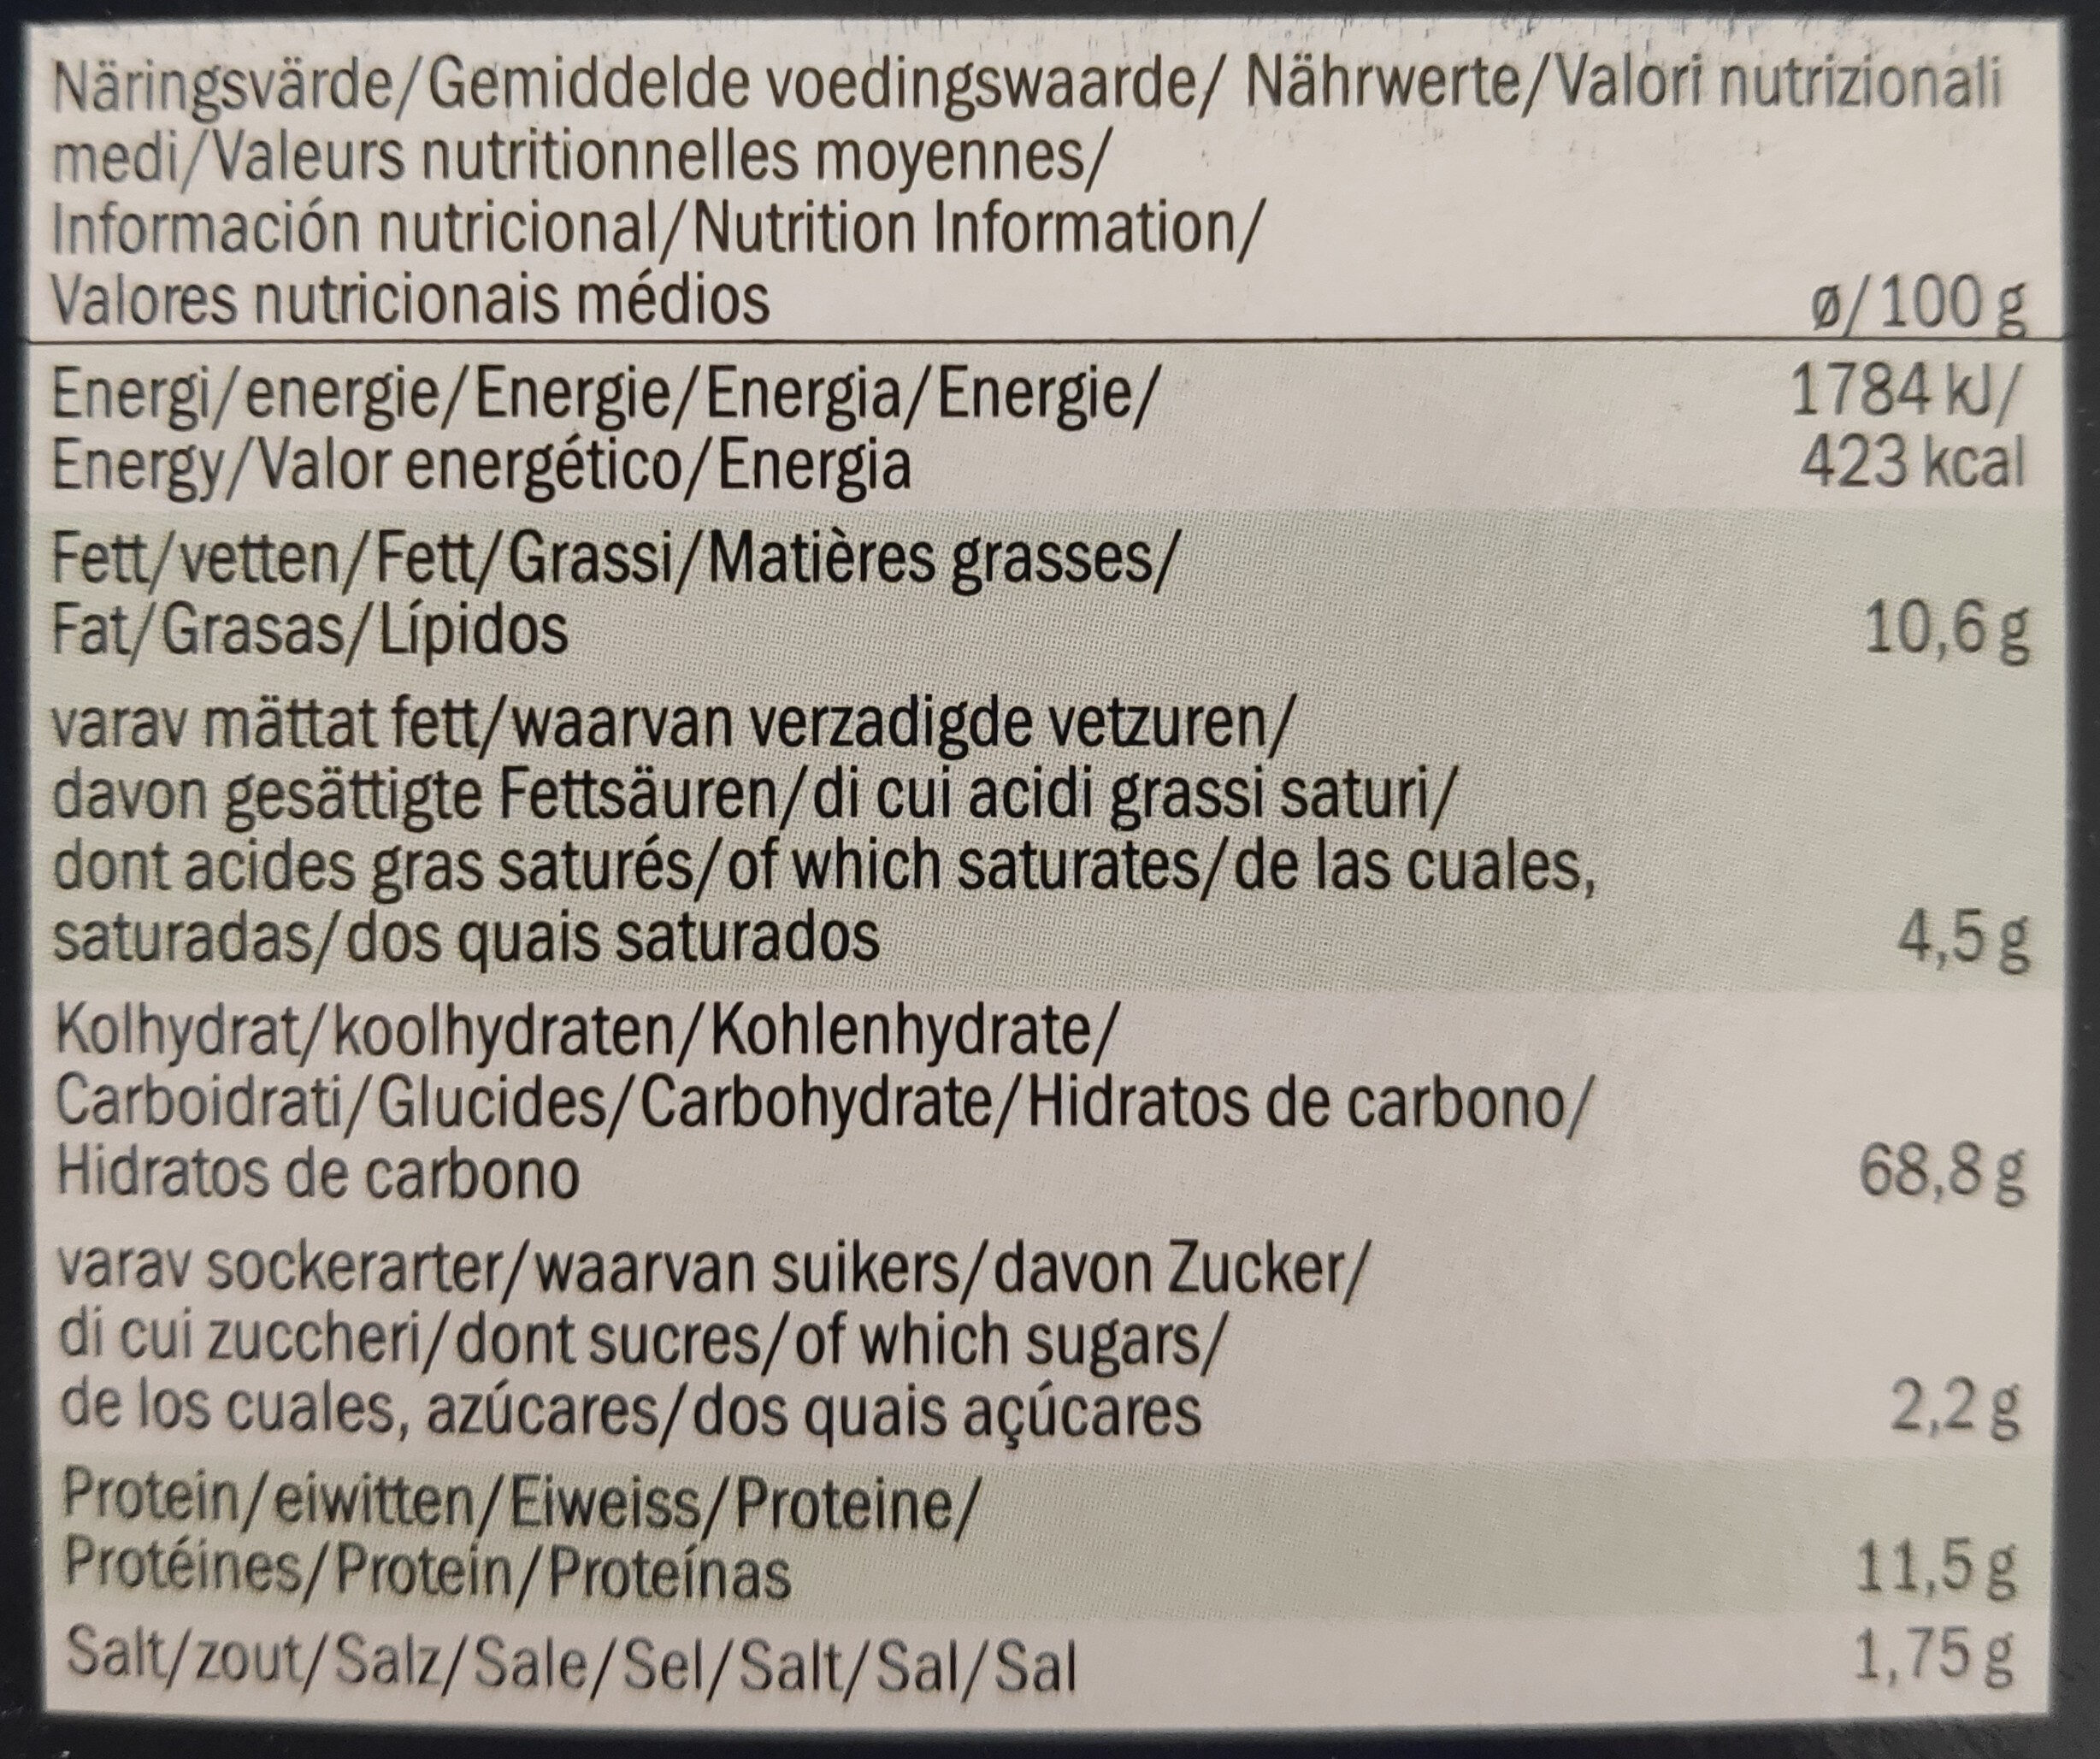 Näringsvärde/Gemiddelde voedingswaarde/ Nährwerte/Valori nutrizionali
medi/Valeurs nutritionnelles moyennes/
Información nutricional/Nutrition Information/
Valores nutricionais médios ø/100 g
Energi/energie/Energie/Energia/Energie/ 1784 kJ/
Energy/Valor energético/Energia 423 kcal
Fett/vetten/Fett/Grassi/Matières grasses/
Fat/Grasas/Lípidos 10,6 g
varav mättat fett/waarvan verzadigde vetzuren/
davon gesättigte Fettsäuren/di cui acidi grassi saturi/
dont acides gras saturés/of which saturates/de las cuales,
saturadas/dos quais saturados 4,5 g
Kolhydrat/koolhydraten/Kohlenhydrate/
Carboidrati/Glucides/Carbohydrate/Hidratos de carbono/
Hidratos de carbono 68,8 g
varav sockerarter/waarvan suikers/davon Zucker/
di cui zuccheri/dont sucres/of which sugars/
de los cuales, azúcares/dos quais açúcares 2,2 g
Protein/eiwitten/Eiweiss/Proteine/
Protéines/Protein/Proteínas 11,5 g
Salt/zout/Salz/Sale/Sel/Salt/Sal/Sal 1,75 g